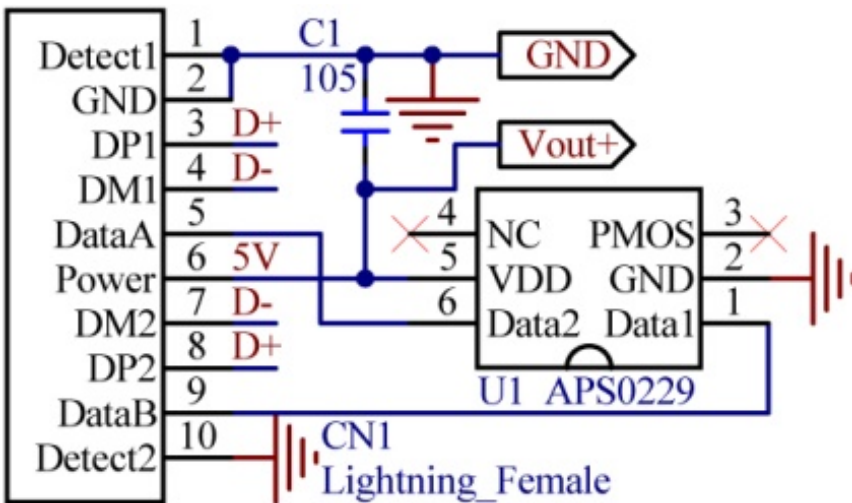 Detect1 1 C1 GND
GND 2 105
DP1 3 D+ Vout+
DM1 4 D-
DataA 5 4 NC PMOS 3
Power 6 5V 5 VDD GND 2
DM2 7 D- 6 Data2 Data1 1
DP2 8 D+
U1 APS0229
DataB 9
Detect2 10 CN1
Lightning_Female